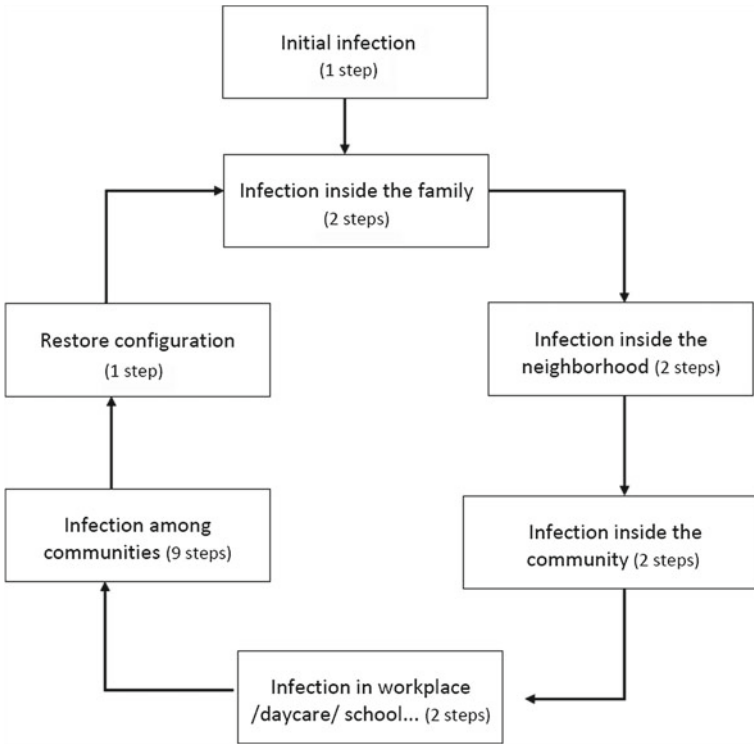 Initial infection
(1 step)
Infection inside the family
(2 steps)
Restore configuration
(1 step)
Infection inside the
neighborhood (2 steps)
Infection among
communities (9 steps)
Infection inside the
community (2 steps)
Infection in workplace
/daycare/ school... (2 steps)